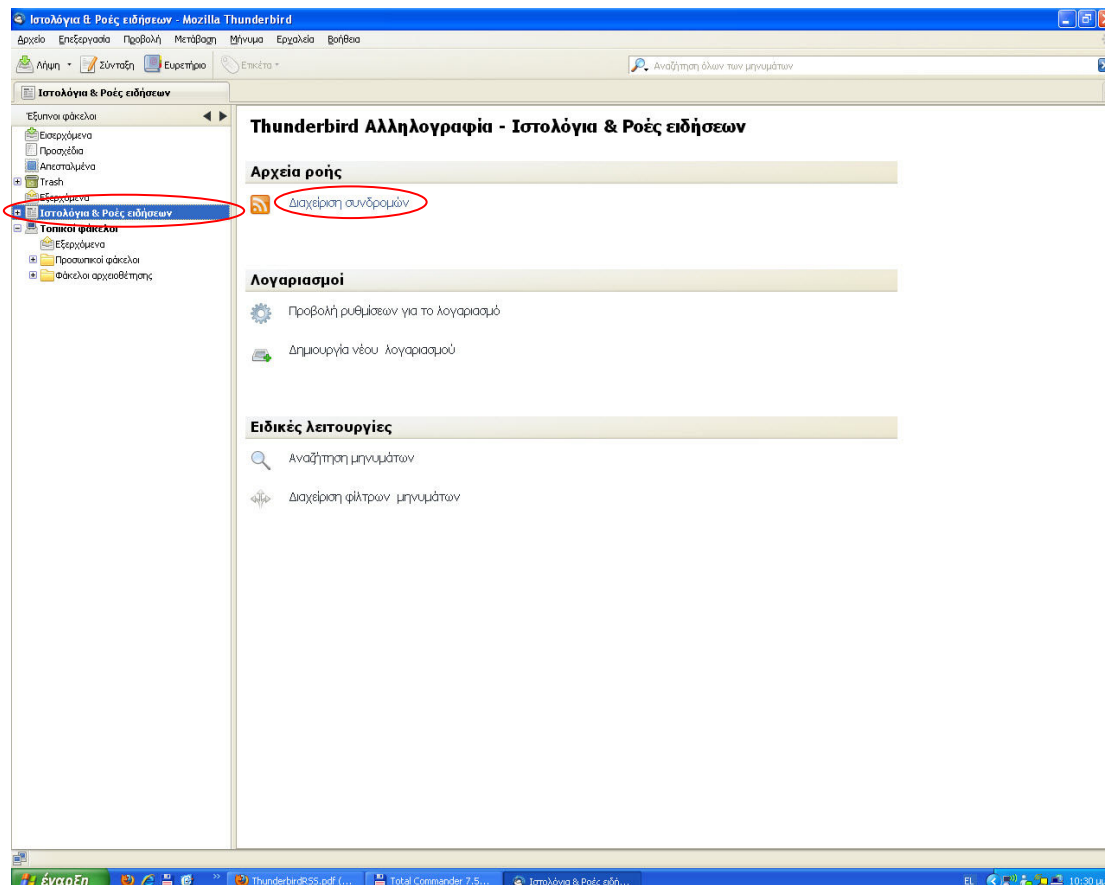 Ιστολόγια & Ροές ειδήσεων - Mozilla Thunderbird
Αρχείο Επεξεργασία Προβολή Μετάβαση Μήνυμα Εργαλεία Βοήθεια
Λήψη Σύνταξη Ευρετήριο Ετικέτα Αναζήτηση όλων των μηνυμάτων
Ιστολόγια & Ροές ειδήσεων
Έξυπνοι φάκελοι
Εισερχόμενα
Προσχέδια
Απεσταλμένα
Trash
Εξερχόμενα
Ιστολόγια & Ροές ειδήσεων
Τοπικοί φάκελοι
Εξερχόμενα
Προσωπικοί φάκελοι
Φάκελοι αρχειοθέτησης
Thunderbird Αλληλογραφία - Ιστολόγια & Ροές ειδήσεων
Αρχεία ροής
Διαχείριση συνδρομών
Λογαριασμοί
Προβολή ρυθμίσεων για το λογαριασμό
Δημιουργία νέου λογαριασμού
Ειδικές λειτουργίες
Αναζήτηση μηνυμάτων
Διαχείριση φίλτρων μηνυμάτων
έναρξη » ThunderbirdRSS.pdf (... Total Commander 7.5... Ιστολόγια & Ροές ειδή... EL 10:30 μμ